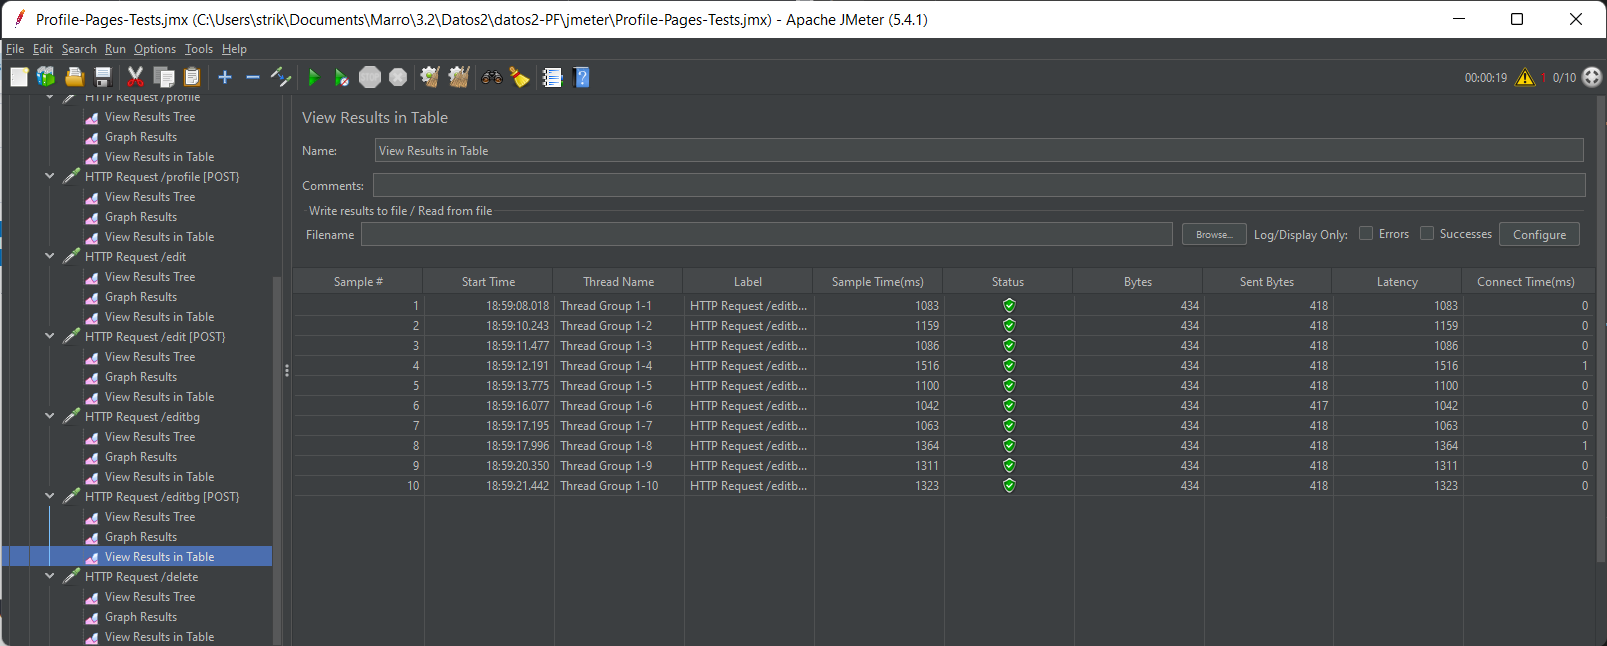 Profile-Pages-Tests.jmx (C:\Users\strik\Documents\Marro\3.2\Datos2\datos2-PF\jmeter\Profile-Pages-Tests.jmx) - Apache JMeter (5.4.1)
File Edit Search Run Options Tools Help
STOP
00:00:19 1 0/10
HTTP Request /profile
View Results Tree
Graph Results
View Results in Table
HTTP Request /profile [POST}
View Results Tree
Graph Results
View Results in Table
HTTP Request /edit
View Results Tree
Graph Results
View Results in Table
HTTP Request /edit [POST}
View Results Tree
Graph Results
View Results in Table
HTTP Request /editbg
View Results Tree
Graph Results
View Results in Table
HTTP Request /editbg [POST}
View Results Tree
Graph Results
View Results in Table
HTTP Request /delete
View Results Tree
Graph Results
View Results in Table
View Results in Table
Name: View Results in Table
Comments:
Write results to file / Read from file
Filename Browse... Log/Display Only: Errors Successes Configure
Sample # Start Time Thread Name Label Sample Time(ms) Status Bytes Sent Bytes Latency Connect Time(ms)
1 18:59:08.018 Thread Group 1-1 HTTP Request /editb... 1083 434 418 1083 0
2 18:59:10.243 Thread Group 1-2 HTTP Request /editb... 1159 434 418 1159 0
3 18:59:11.477 Thread Group 1-3 HTTP Request /editb... 1086 434 418 1086 0
4 18:59:12.191 Thread Group 1-4 HTTP Request /editb... 1516 434 418 1516 1
5 18:59:13.775 Thread Group 1-5 HTTP Request /editb... 1100 434 418 1100 0
6 18:59:16.077 Thread Group 1-6 HTTP Request /editb... 1042 434 417 1042 0
7 18:59:17.195 Thread Group 1-7 HTTP Request /editb... 1063 434 418 1063 0
8 18:59:17.996 Thread Group 1-8 HTTP Request /editb... 1364 434 418 1364 1
9 18:59:20.350 Thread Group 1-9 HTTP Request /editb... 1311 434 418 1311 0
10 18:59:21.442 Thread Group 1-10 HTTP Request /editb... 1323 434 418 1323 0